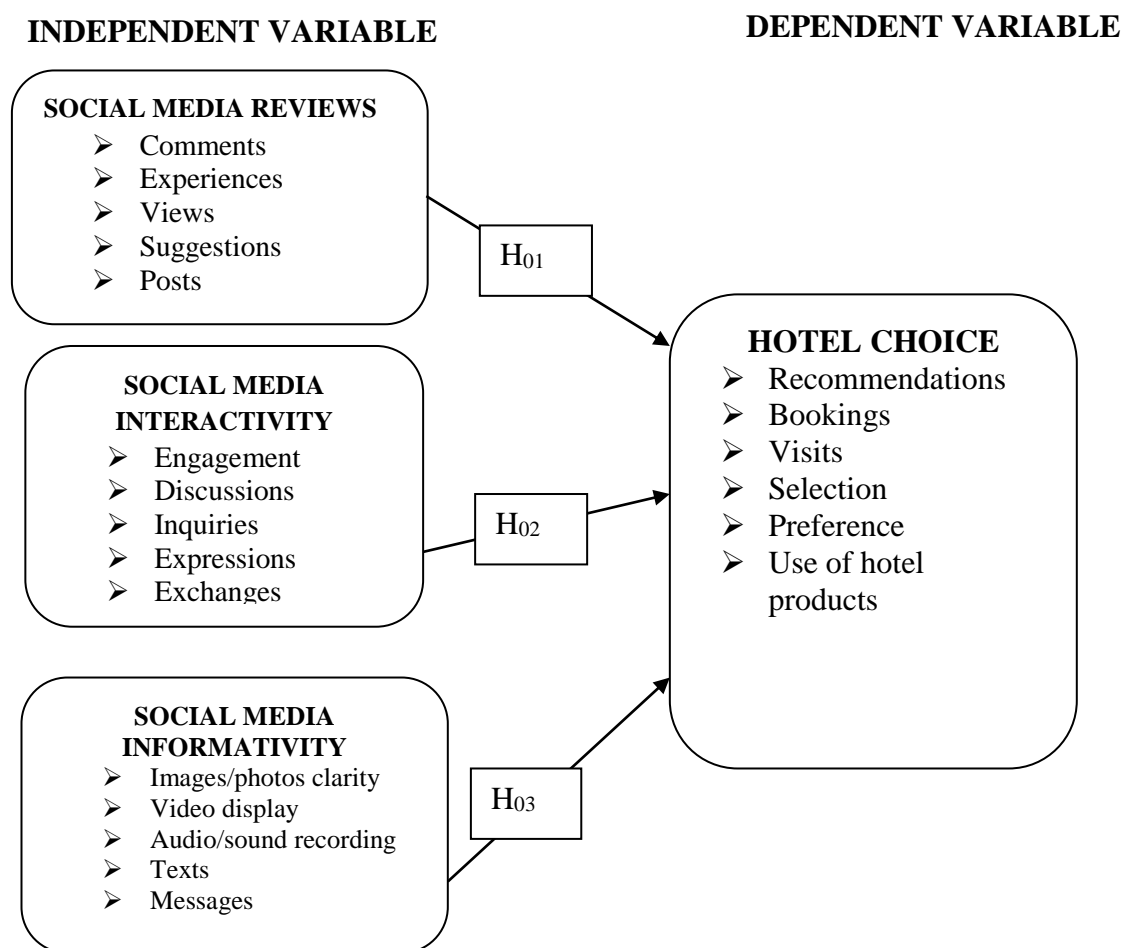 INDEPENDENT VARIABLE
DEPENDENT VARIABLE
SOCIAL MEDIA REVIEWS
➢ Comments
➢ Experiences
➢ Views
➢ Suggestions
➢ Posts
H01
SOCIAL MEDIA
INTERACTIVITY
➢ Engagement
➢ Discussions
➢ Inquiries
➢ Expressions
➢ Exchanges
H02
SOCIAL MEDIA
INFORMATIVITY
➢ Images/photos clarity
➢ Video display
➢ Audio/sound recording
➢ Texts
➢ Messages
H03
HOTEL CHOICE
➢ Recommendations
➢ Bookings
➢ Visits
➢ Selection
➢ Preference
➢ Use of hotel
products